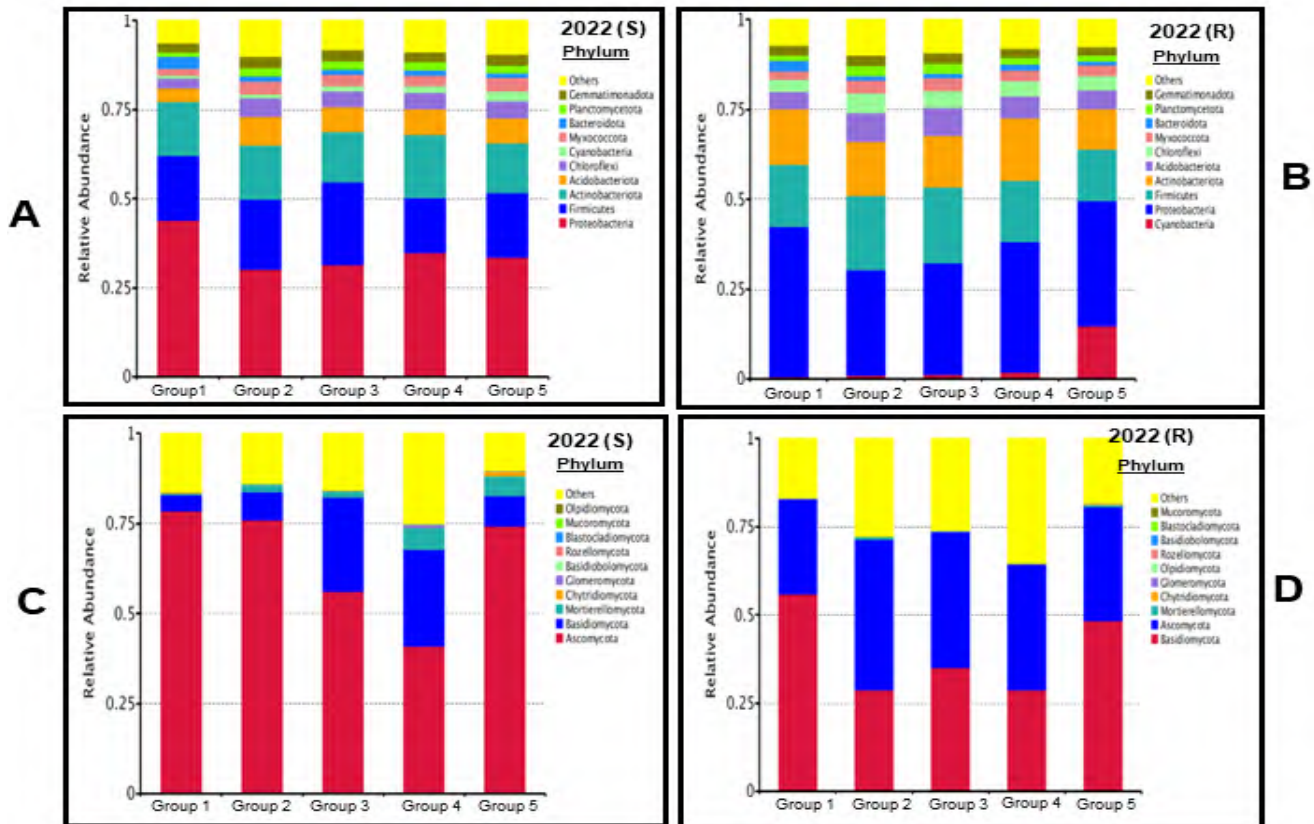 A
2022 (S)
Phylum
Others
Gemmatimonadota
Planctomycetota
Bacteroidota
Myxococcota
Cyanobacteria
Chloroflexi
Acidobacteriota
Actinobacteriota
Firmicutes
Proteobacteria
Relative Abundance
1
0.75
0.5
0.25
0
Group1 Group 2 Group 3 Group 4 Group 5
B
2022 (R)
Phylum
Others
Gemmatimonadota
Planctomycetota
Bacteroidota
Myxococcota
Chloroflexi
Acidobacteriota
Actinobacteriota
Firmicutes
Proteobacteria
Cyanobacteria
Relative Abundance
1
0.75
0.5
0.25
0
Group 1 Group 2 Group 3 Group 4 Group 5
C
2022 (S)
Phylum
Others
Olpidiomycota
Mucoromycota
Blastocladiomycota
Rozellomycota
Basidiobolomycota
Glomeromycota
Chytridiomycota
Mortierellomycota
Basidiomycota
Ascomycota
Relative Abundance
1
0.75
0.5
0.25
0
Group 1 Group 2 Group 3 Group 4 Group 5
D
2022 (R)
Phylum
Others
Mucoromycota
Blastocladiomycota
Basidiobolomycota
Rozellomycota
Olpidiomycota
Glomeromycota
Chytridiomycota
Mortierellomycota
Ascomycota
Basidiomycota
Relative Abundance
1
0.75
0.5
0.25
0
Group 1 Group 2 Group 3 Group 4 Group 5